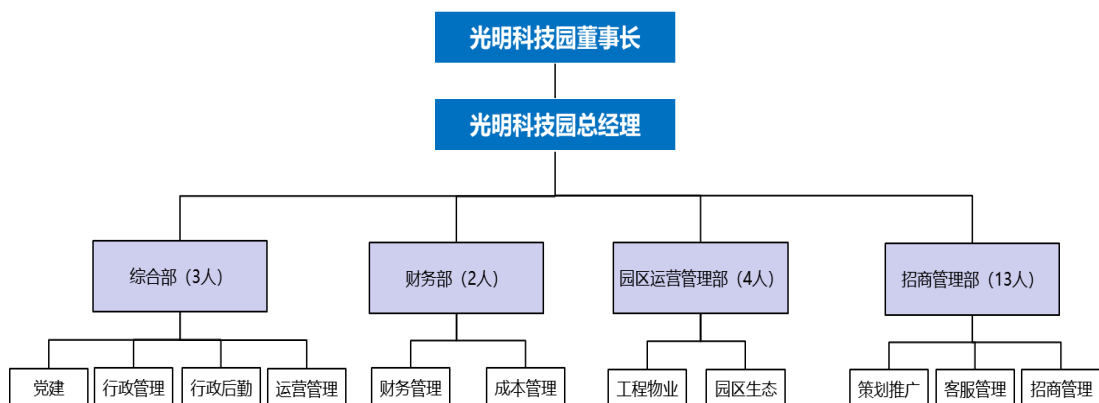 光明科技园董事长
光明科技园总经理
综合部（3人）
财务部（2人）
园区运营管理部（4人）
招商管理部（13人）
党建
行政管理
行政后勤
运营管理
财务管理
成本管理
工程物业
园区生态
策划推广
客服管理
招商管理